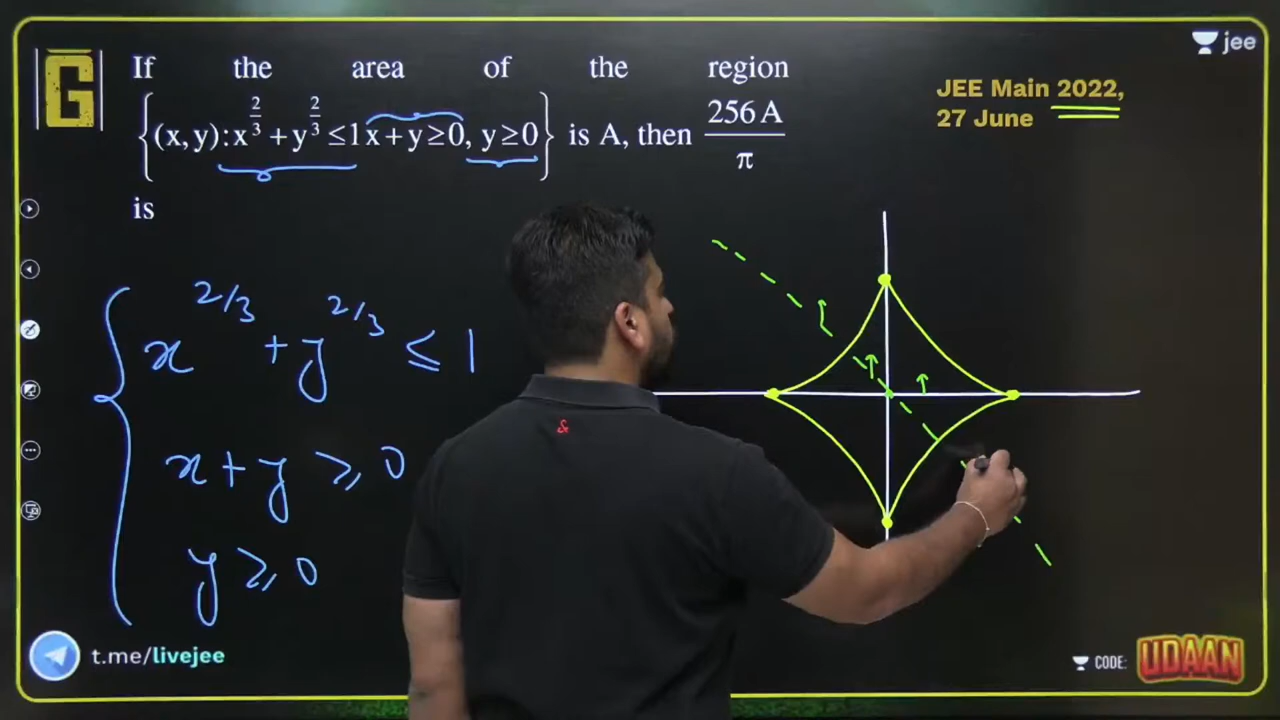 G
If the area of the region
{(x, y): x^{2/3} + y^{2/3} ≤ 1 x + y ≥ 0, y ≥ 0} is A, then 256 A / π
is
jee
JEE Main 2022,
27 June
x^{2/3} + y^{2/3} ≤ 1
x + y ≥ 0
y ≥ 0
t.me/livejee
CODE: UDAAN